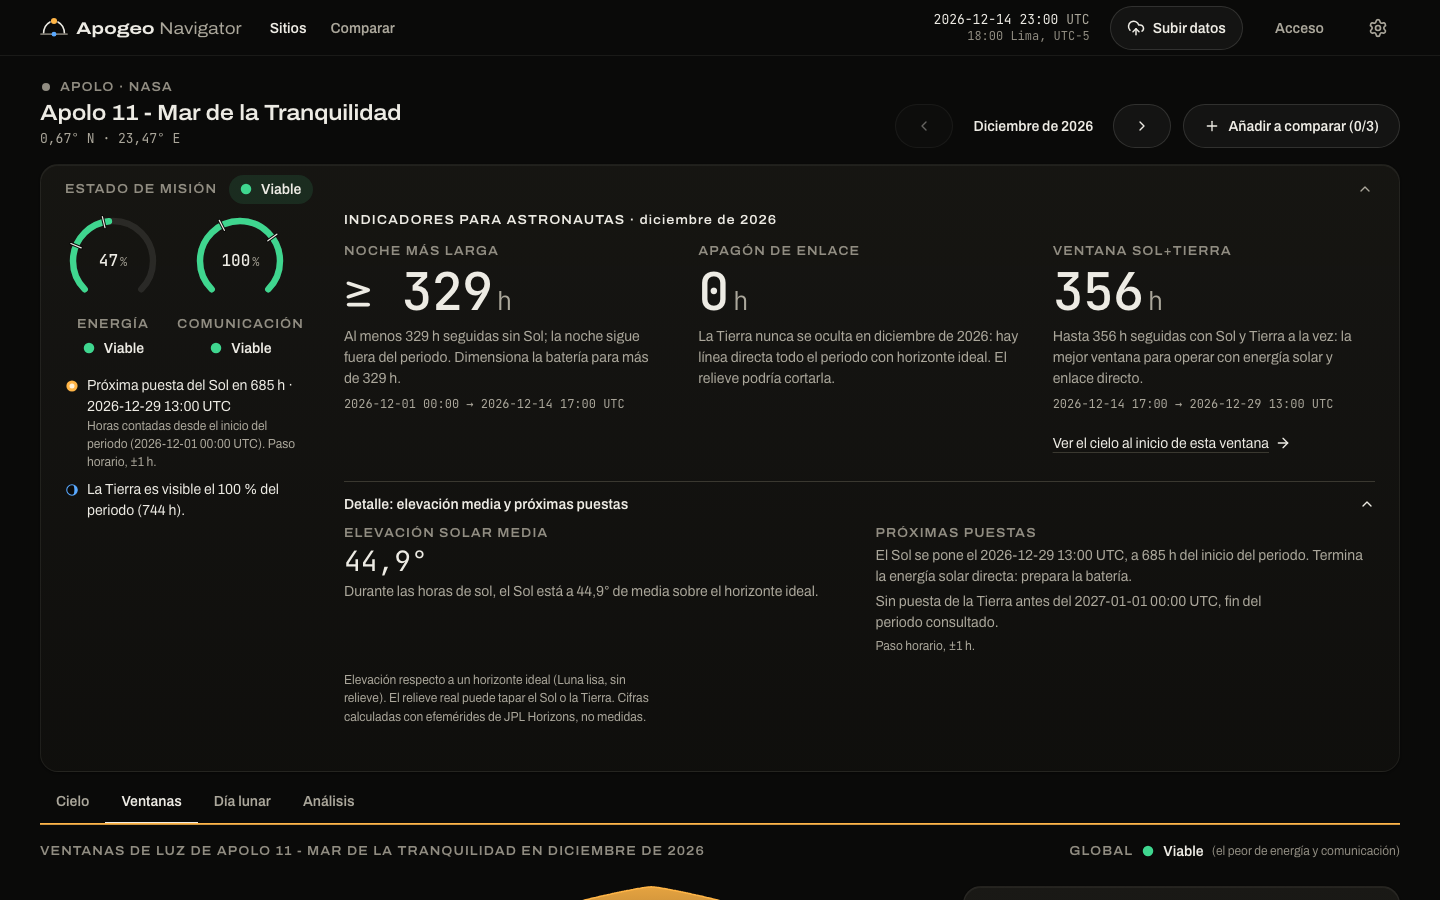 Apogeo Navigator
Sitios
Comparar
2026-12-14 23:00 UTC
18:00 Lima, UTC-5
Subir datos
Acceso
APOLO · NASA
Apolo 11 - Mar de la Tranquilidad
0,67° N · 23,47° E
Diciembre de 2026
Añadir a comparar (0/3)
ESTADO DE MISIÓN
Viable
47%
100%
ENERGÍA
COMUNICACIÓN
Viable
Viable
Próxima puesta del Sol en 685 h ·
2026-12-29 13:00 UTC
Horas contadas desde el inicio del
periodo (2026-12-01 00:00 UTC). Paso
horario, ±1 h.
La Tierra es visible el 100 % del
periodo (744 h).
INDICADORES PARA ASTRONAUTAS · diciembre de 2026
NOCHE MÁS LARGA
≥ 329 h
Al menos 329 h seguidas sin Sol; la noche sigue
fuera del periodo. Dimensiona la batería para más
de 329 h.
2026-12-01 00:00 → 2026-12-14 17:00 UTC
APAGÓN DE ENLACE
0 h
La Tierra nunca se oculta en diciembre de 2026: hay
línea directa todo el periodo con horizonte ideal. El
relieve podría cortarla.
VENTANA SOL+TIERRA
356 h
Hasta 356 h seguidas con Sol y Tierra a la vez: la
mejor ventana para operar con energía solar y
enlace directo.
2026-12-14 17:00 → 2026-12-29 13:00 UTC
Ver el cielo al inicio de esta ventana →
Detalle: elevación media y próximas puestas
ELEVACIÓN SOLAR MEDIA
44,9°
Durante las horas de sol, el Sol está a 44,9° de media sobre el horizonte ideal.
PRÓXIMAS PUESTAS
El Sol se pone el 2026-12-29 13:00 UTC, a 685 h del inicio del periodo. Termina
la energía solar directa: prepara la batería.
Sin puesta de la Tierra antes del 2027-01-01 00:00 UTC, fin del
periodo consultado.
Paso horario, ±1 h.
Elevación respecto a un horizonte ideal (Luna lisa, sin
relieve). El relieve real puede tapar el Sol o la Tierra. Cifras
calculadas con efemérides de JPL Horizons, no medidas.
Cielo
Ventanas
Día lunar
Análisis
VENTANAS DE LUZ DE APOLO 11 - MAR DE LA TRANQUILIDAD EN DICIEMBRE DE 2026
GLOBAL
Viable
(el peor de energía y comunicación)